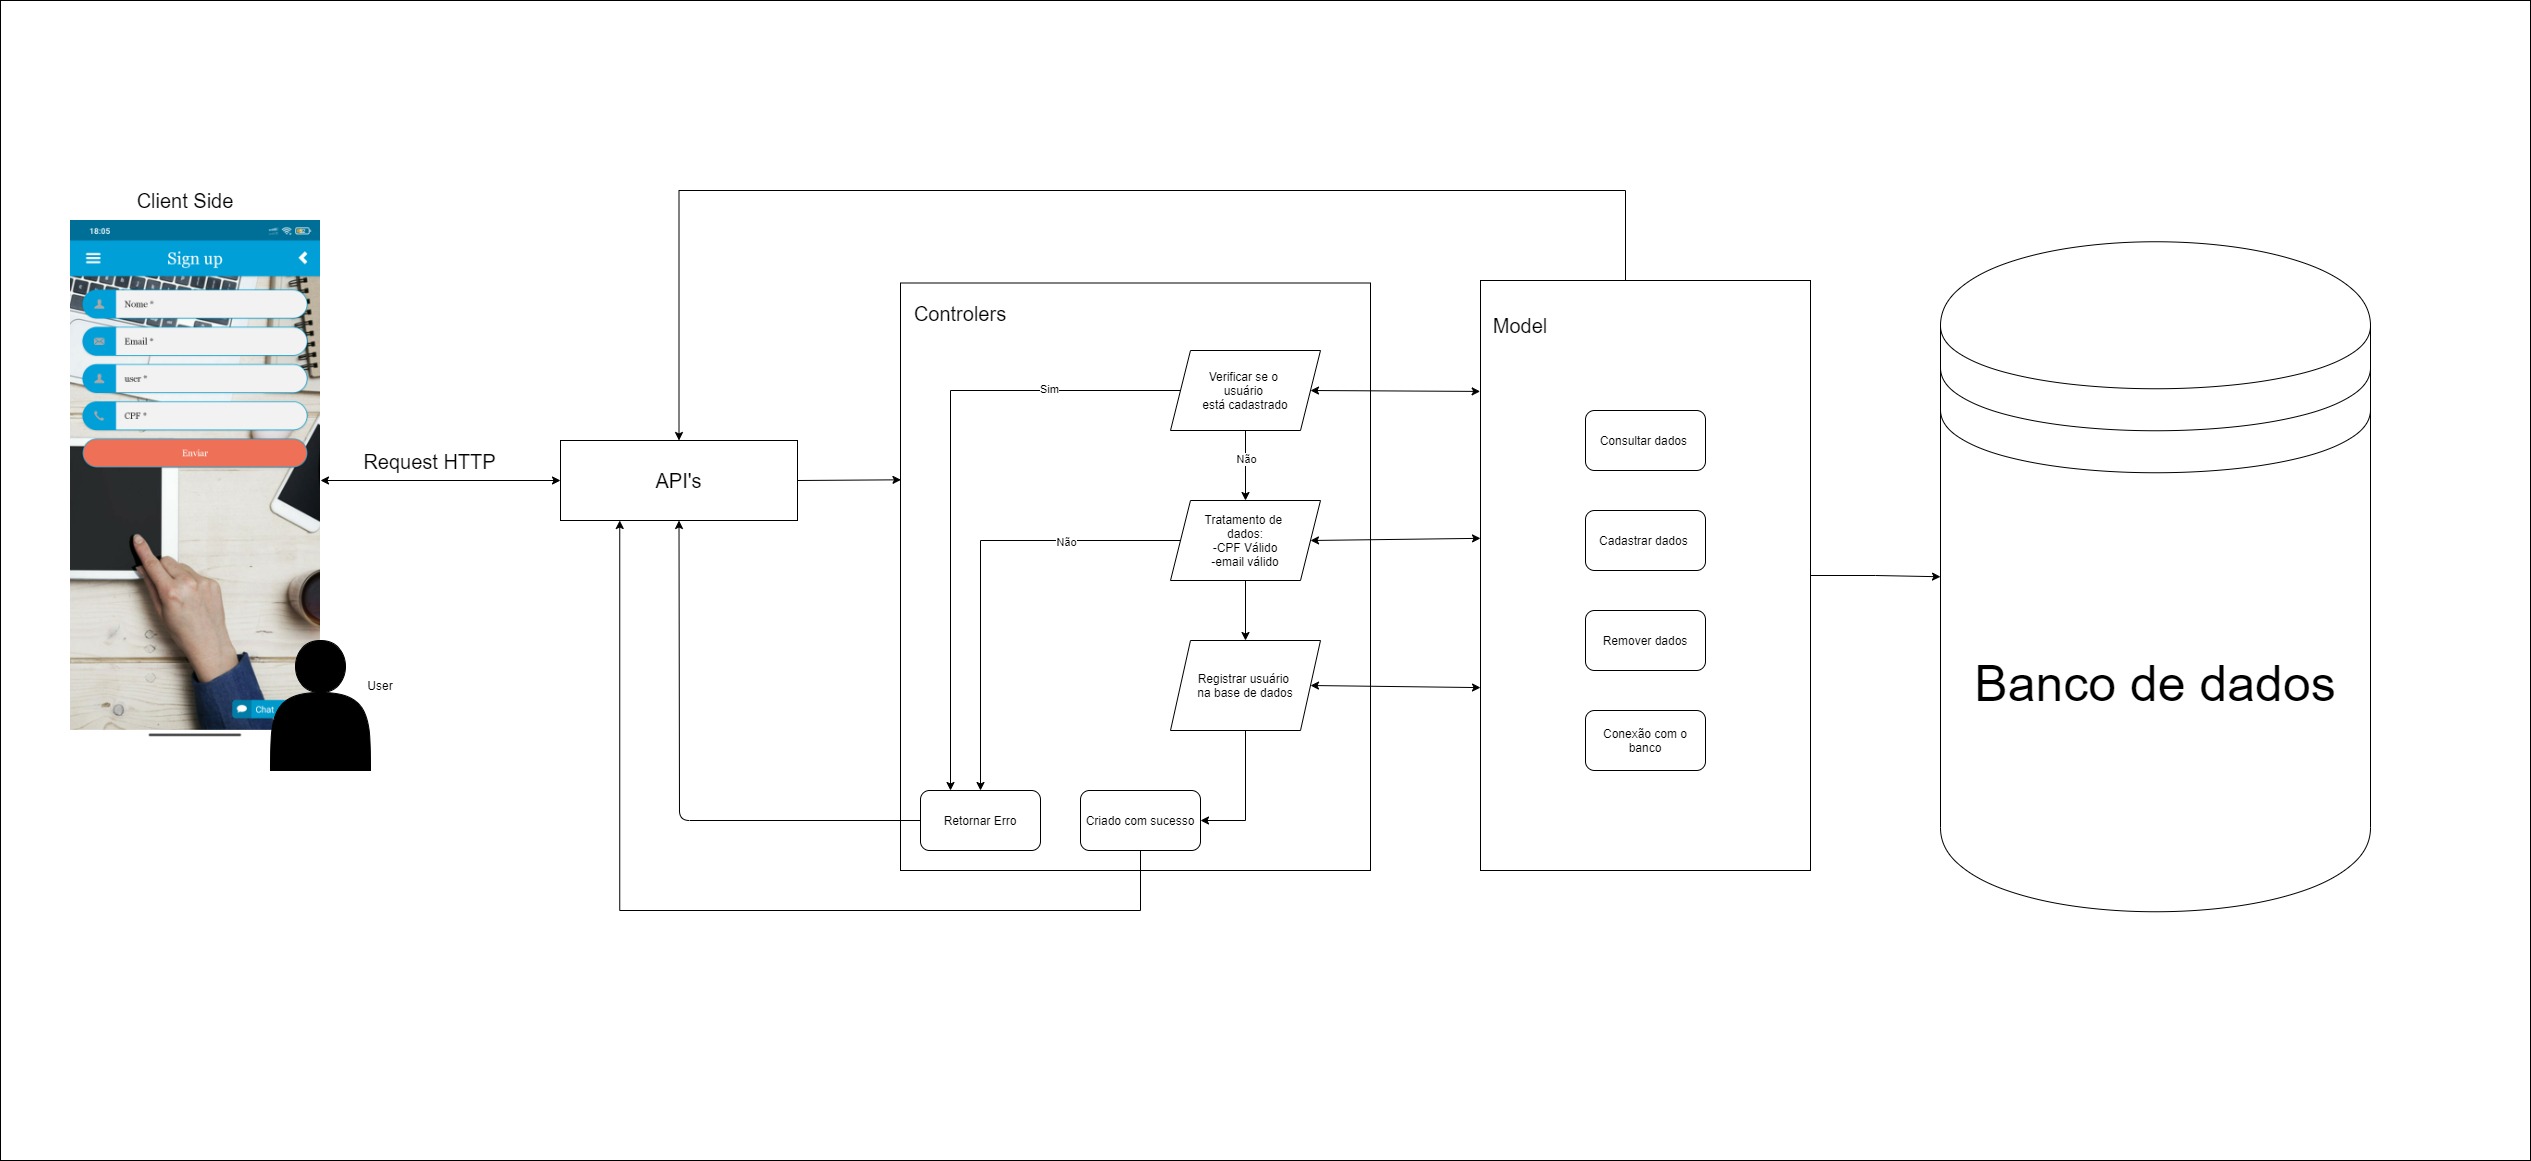 Client Side
18:05
Sign up
Nome *
Email *
user *
CPF *
Enviar
Chat
User
Request HTTP
API's
Controlers
Verificar se o
usuário
está cadastrado
Sim
Não
Tratamento de
dados:
-CPF Válido
-email válido
Não
Registrar usuário
na base de dados
Retornar Erro
Criado com sucesso
Model
Consultar dados
Cadastrar dados
Remover dados
Conexão com o
banco
Banco de dados